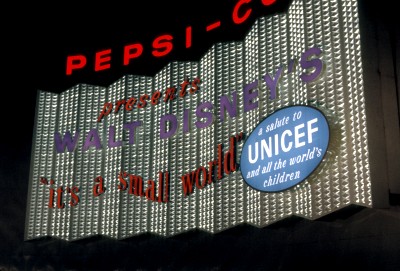 PEPSI-CO
presents
WALT DISNEY'S
"it's a small world"
a salute to
UNICEF
and all the world's
children